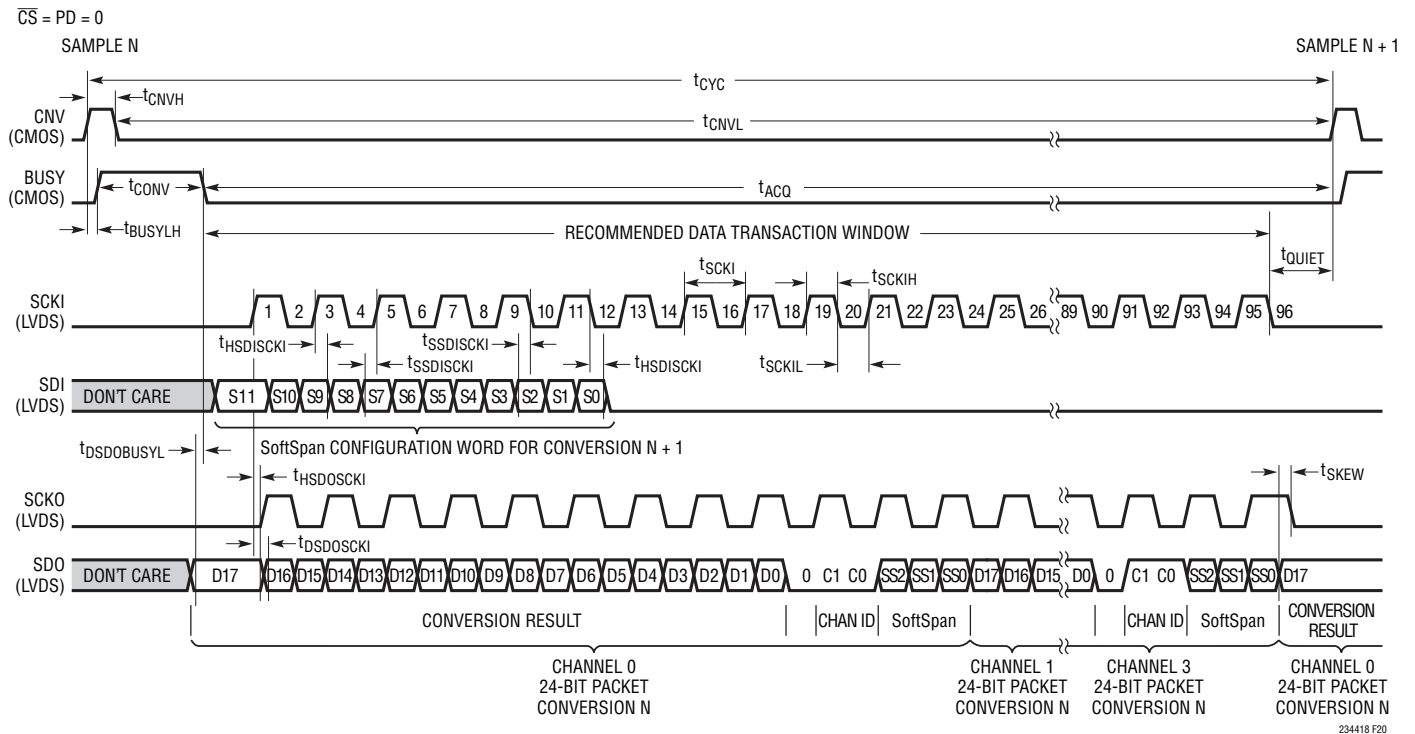 CS = PD = 0
SAMPLE N
SAMPLE N + 1
tCYC
tCNVH
CNV
(CMOS)
tCNVL
BUSY
(CMOS)
tCONV
tACQ
tBUSYLH
RECOMMENDED DATA TRANSACTION WINDOW
tQUIET
tSCKI
tSCKIH
SCKI
(LVDS)
1 2 3 4 5 6 7 8 9 10 11 12 13 14 15 16 17 18 19 20 21 22 23 24 25 26 89 90 91 92 93 94 95 96
tHSDISCKI
tSSDISCKI
tSSDISCKI
tHSDISCKI
tSCKIL
SDI
(LVDS)
DON'T CARE S11 S10 S9 S8 S7 S6 S5 S4 S3 S2 S1 S0
SoftSpan CONFIGURATION WORD FOR CONVERSION N + 1
tDSDOBUSYL
tHSDOSCKI
tSKEW
SCKO
(LVDS)
tDSDOSCKI
SDO
(LVDS)
DON'T CARE D17 D16 D15 D14 D13 D12 D11 D10 D9 D8 D7 D6 D5 D4 D3 D2 D1 D0 0 C1 C0 SS2 SS1 SS0 D17 D16 D15 D0 0 C1 C0 SS2 SS1 SS0 D17
CONVERSION RESULT
CHAN ID
SoftSpan
CHAN ID
SoftSpan
CONVERSION
RESULT
CHANNEL 0
24-BIT PACKET
CONVERSION N
CHANNEL 1
24-BIT PACKET
CONVERSION N
CHANNEL 3
24-BIT PACKET
CONVERSION N
CHANNEL 0
24-BIT PACKET
CONVERSION N
234418 F20